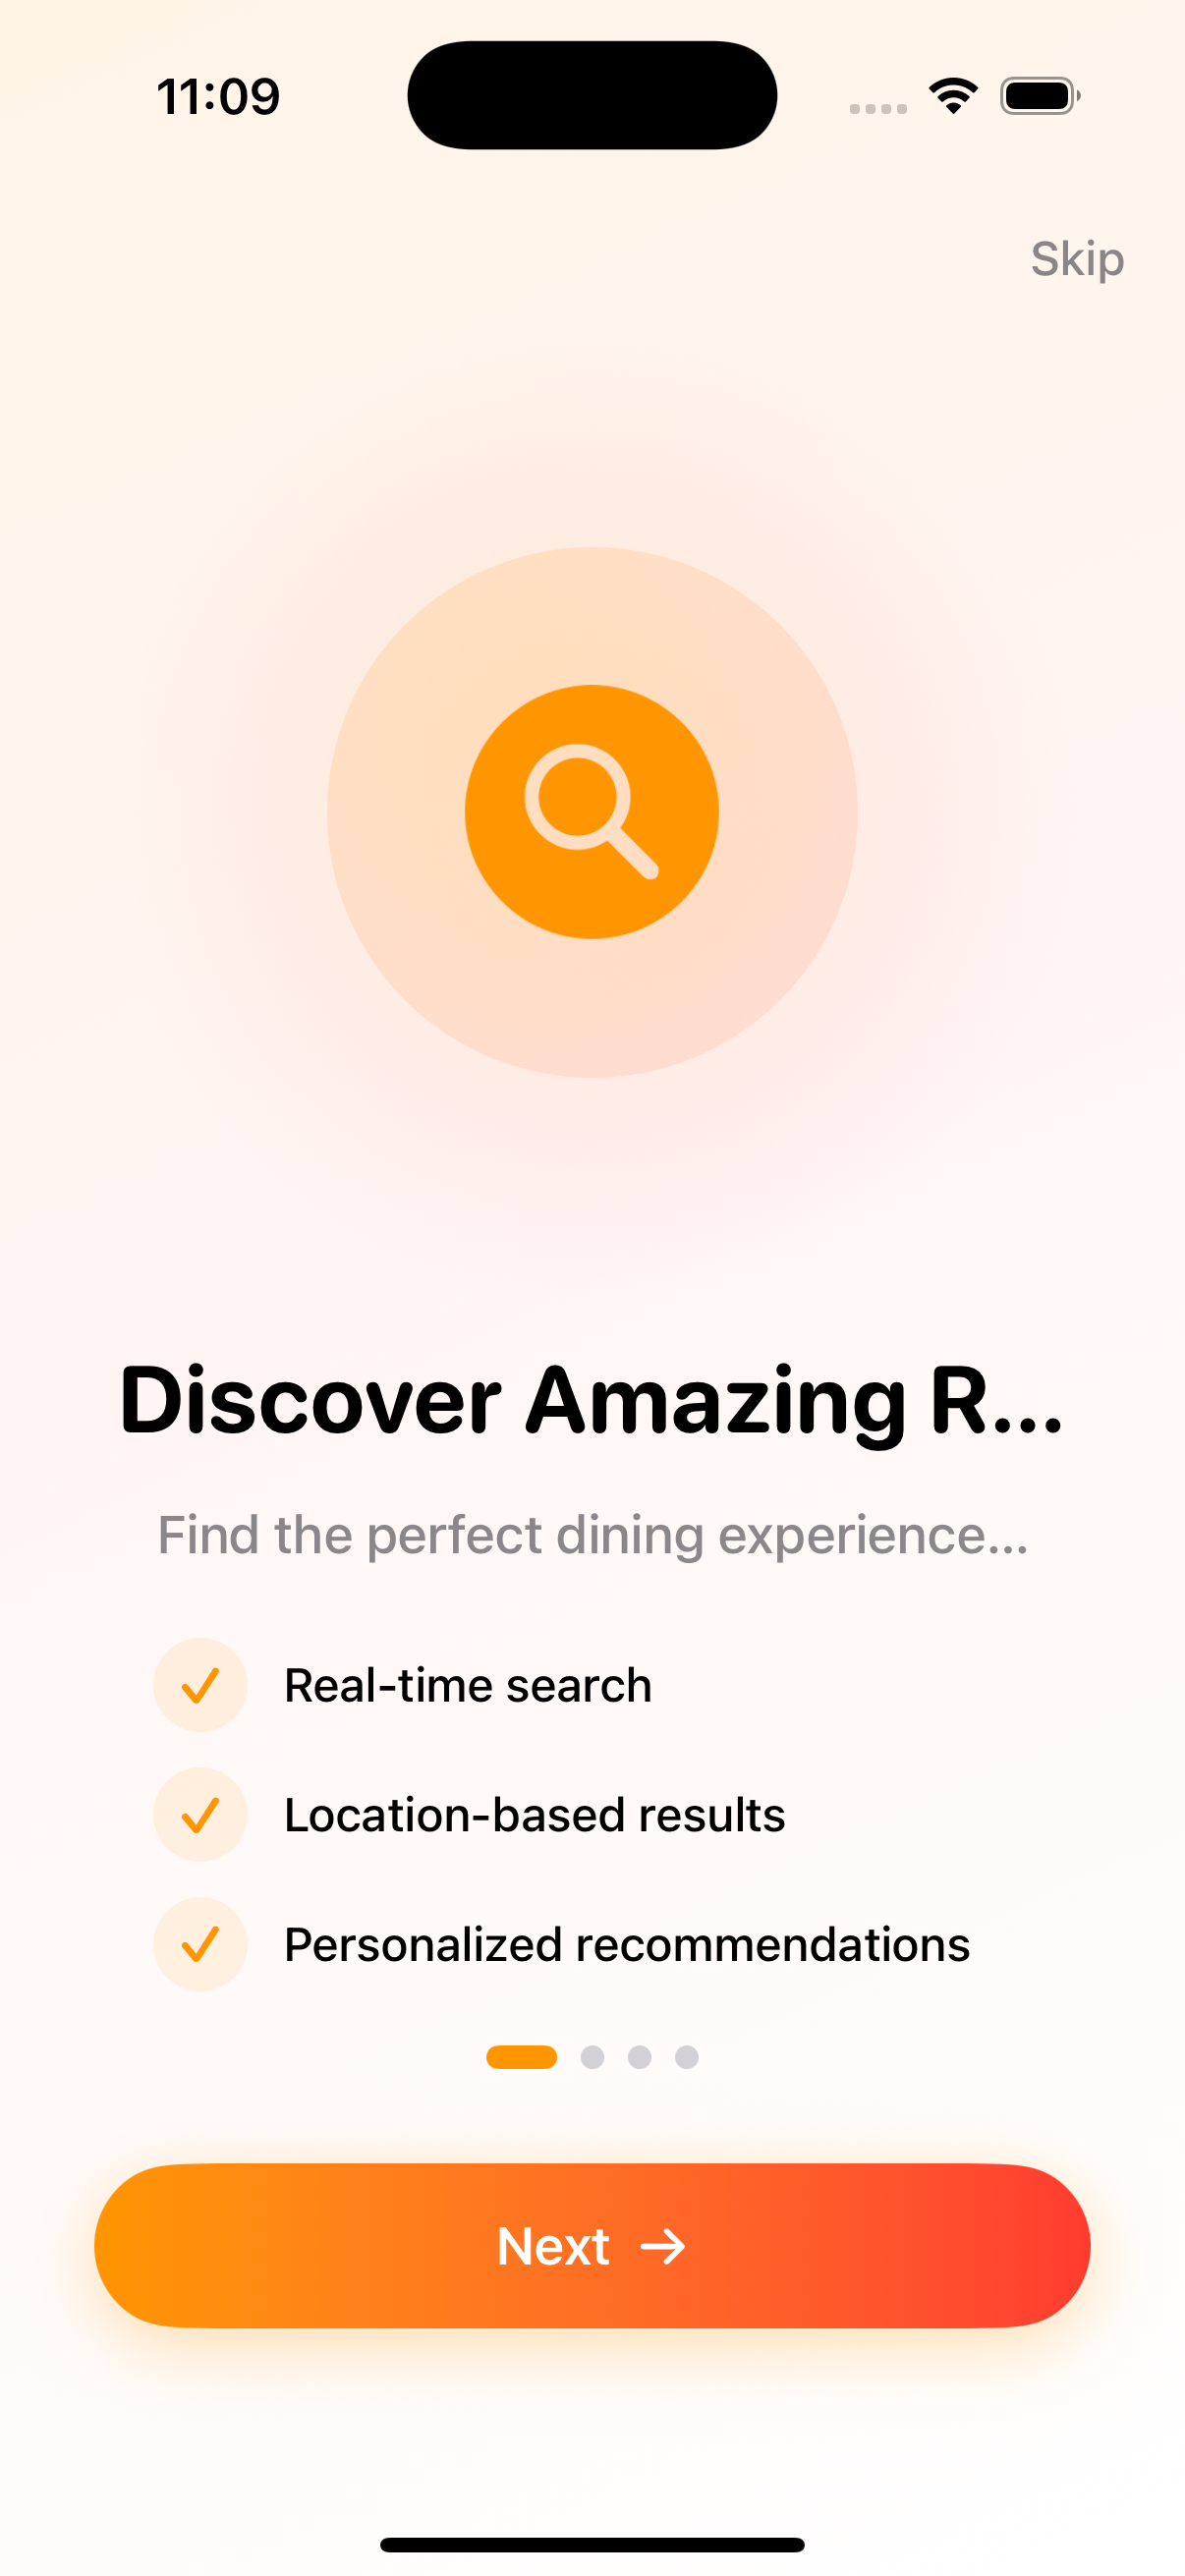 11:09
Skip
Discover Amazing R...
Find the perfect dining experience...
Real-time search
Location-based results
Personalized recommendations
Next →